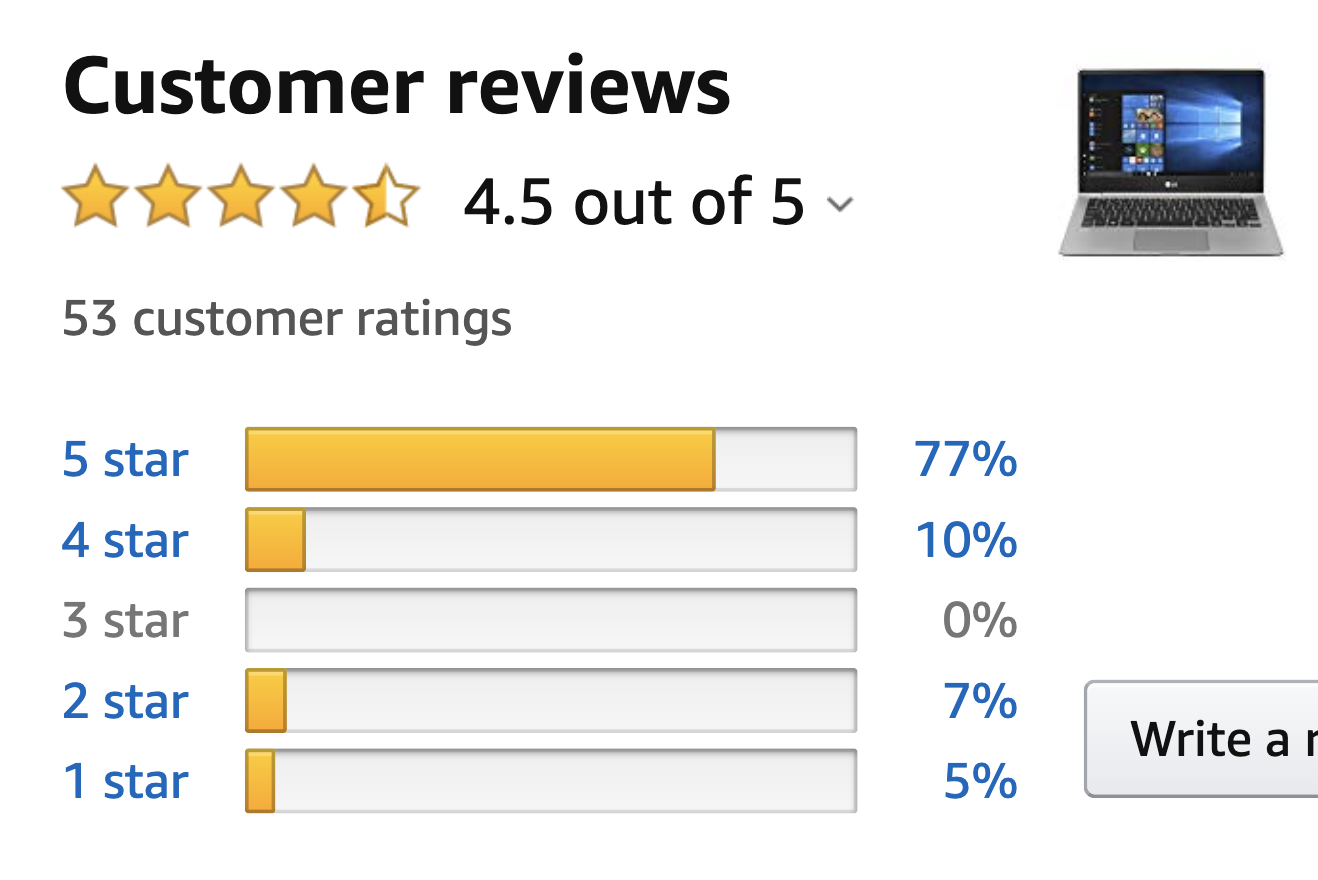 Customer reviews
4.5 out of 5
53 customer ratings
5 star 77%
4 star 10%
3 star 0%
2 star 7%
1 star 5%
Write a